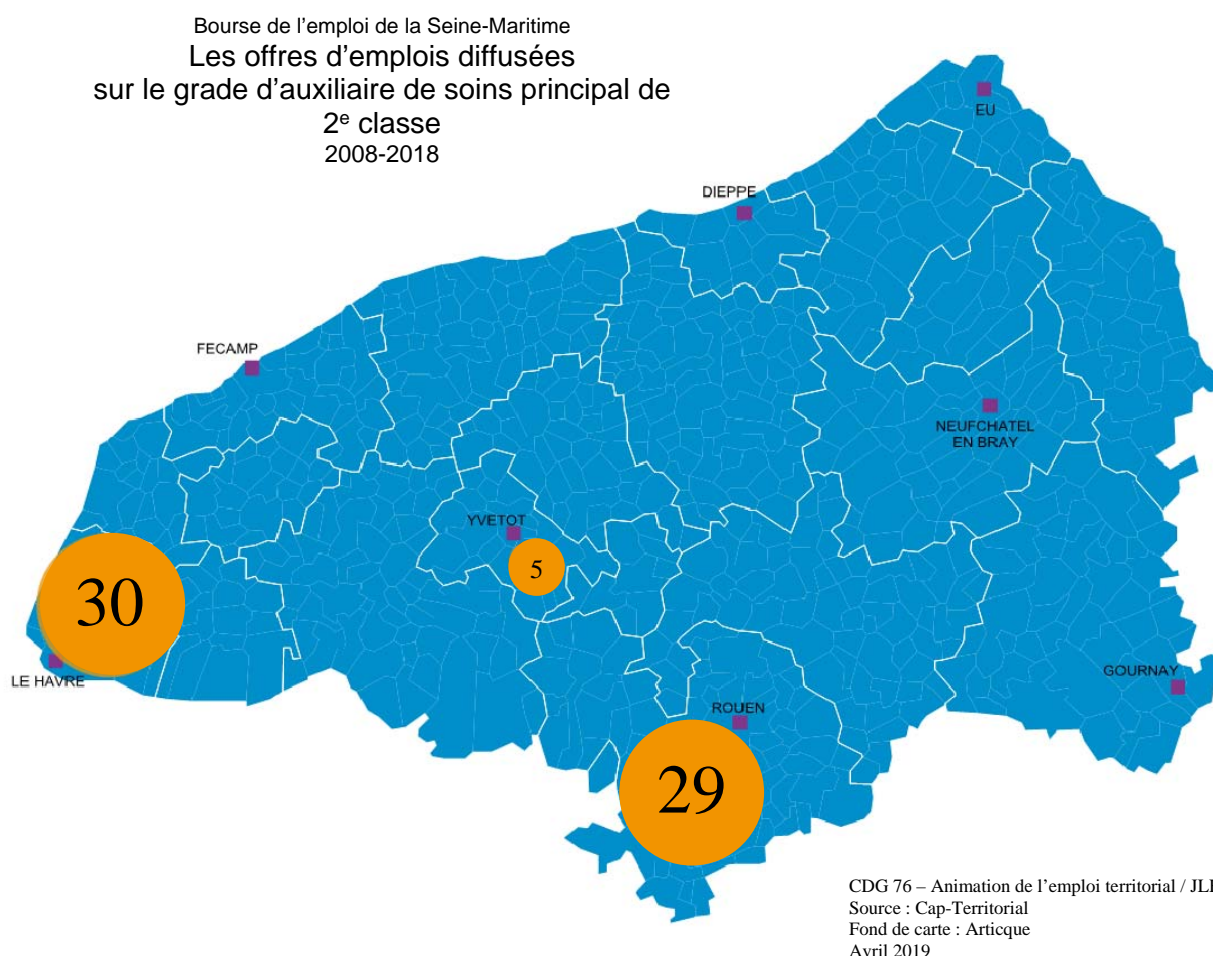 Bourse de l'emploi de la Seine-Maritime
Les offres d'emplois diffusées
sur le grade d'auxiliaire de soins principal de
2e classe
2008-2018
EU
DIEPPE
FECAMP
NEUFCHATEL
EN BRAY
YVETOT
5
30
LE HAVRE
GOURNAY
ROUEN
29
CDG 76 – Animation de l'emploi territorial /
Source : Cap-Territorial
Fond de carte : Articque
Avril 2019